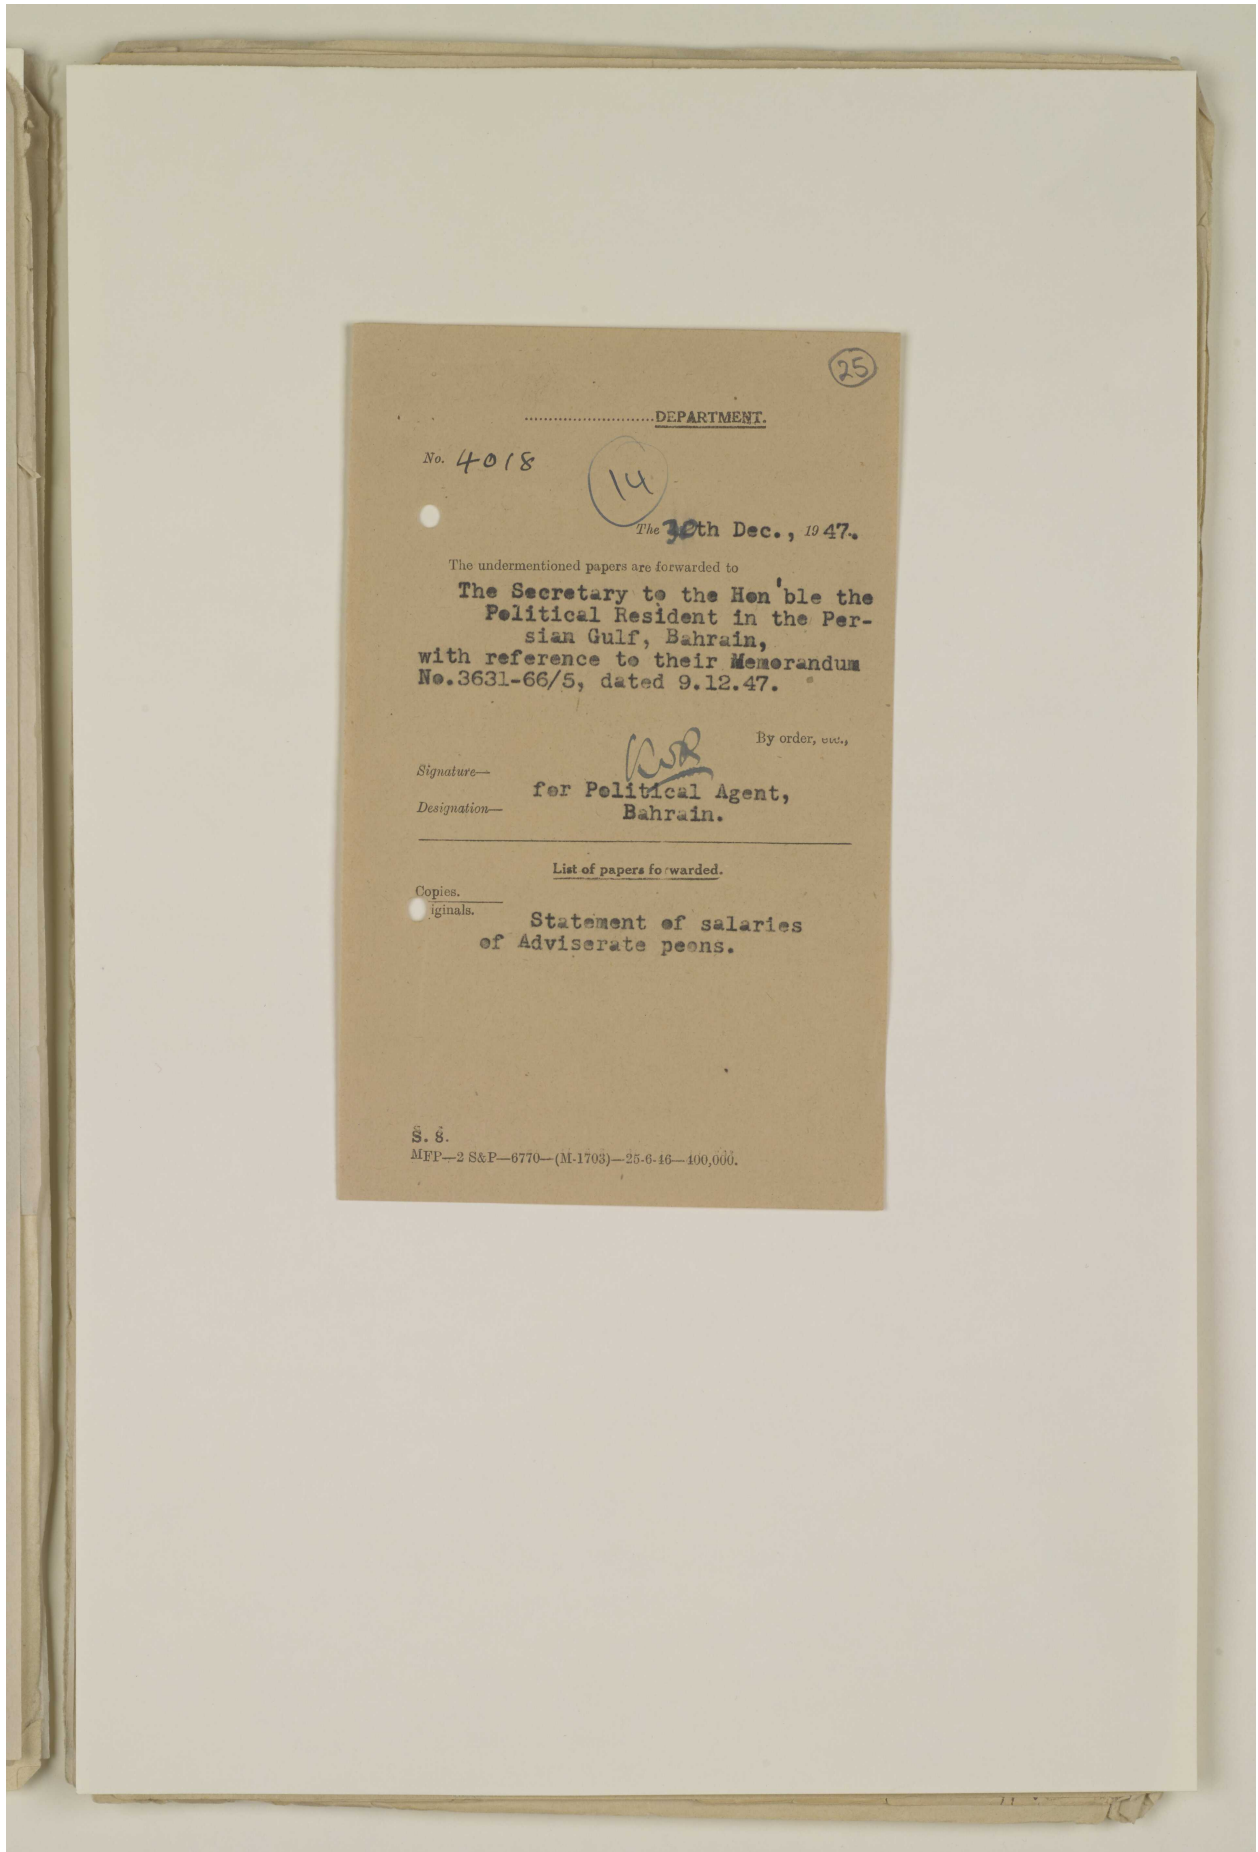 25
..........................DEPARTMENT.
No. 4018
14
The 30th Dec., 1947.
The undermentioned papers are forwarded to
The Secretary to the Hon'ble the
Political Resident in the Per-
sian Gulf, Bahrain,
with reference to their Memorandum
No.3631-66/5, dated 9.12.47.
By order, etc.,
Signature—
for Political Agent,
Designation—
Bahrain.
List of papers forwarded.
Copies.
iginals.
Statement of salaries
of Adviserate peons.
S. 8.
MFP—2 S&P—6770—(M-1703)—25-6-46—400,000.